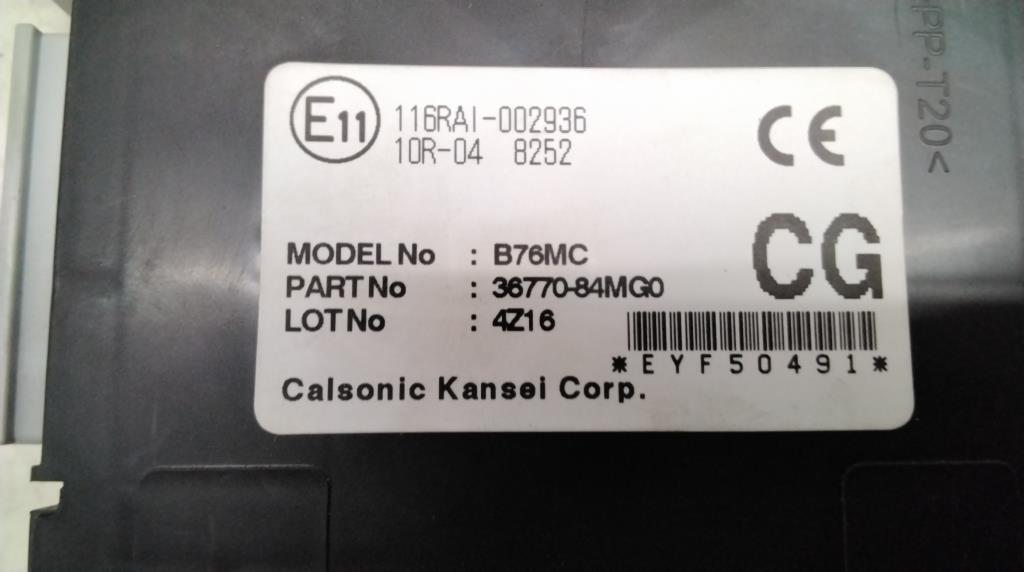 E11
116RAI-002936
10R-04 8252
CE
MODEL No : B76MC
PART No : 36770-84MG0
LOT No : 4Z16
CG
*EYF50491*
Calsonic Kansei Corp.
PP-T20<